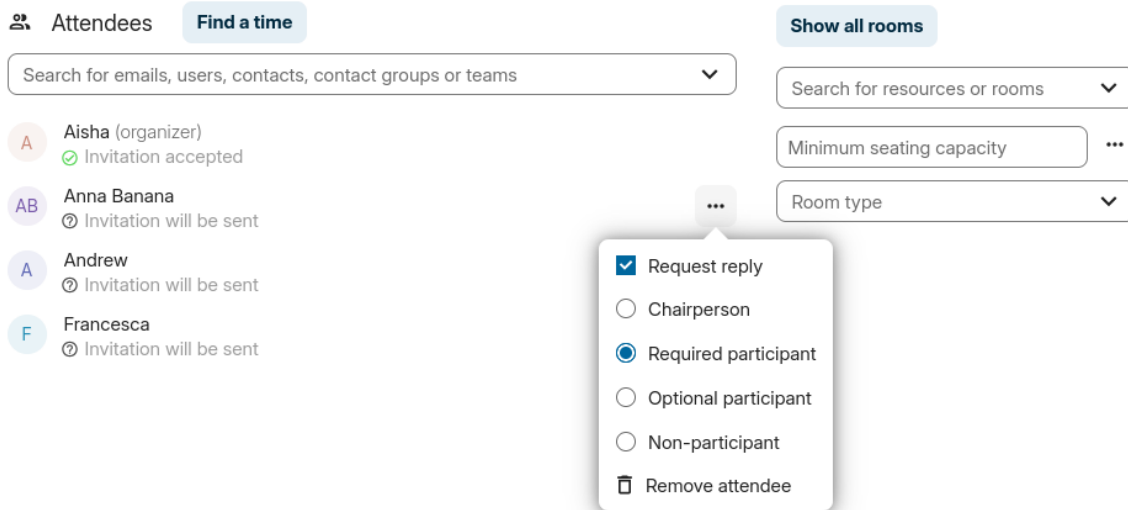 Attendees
Find a time
Search for emails, users, contacts, contact groups or teams
A
Aisha (organizer)
Invitation accepted
AB
Anna Banana
Invitation will be sent
A
Andrew
Invitation will be sent
F
Francesca
Invitation will be sent
Request reply
Chairperson
Required participant
Optional participant
Non-participant
Remove attendee
Show all rooms
Search for resources or rooms
Minimum seating capacity
Room type